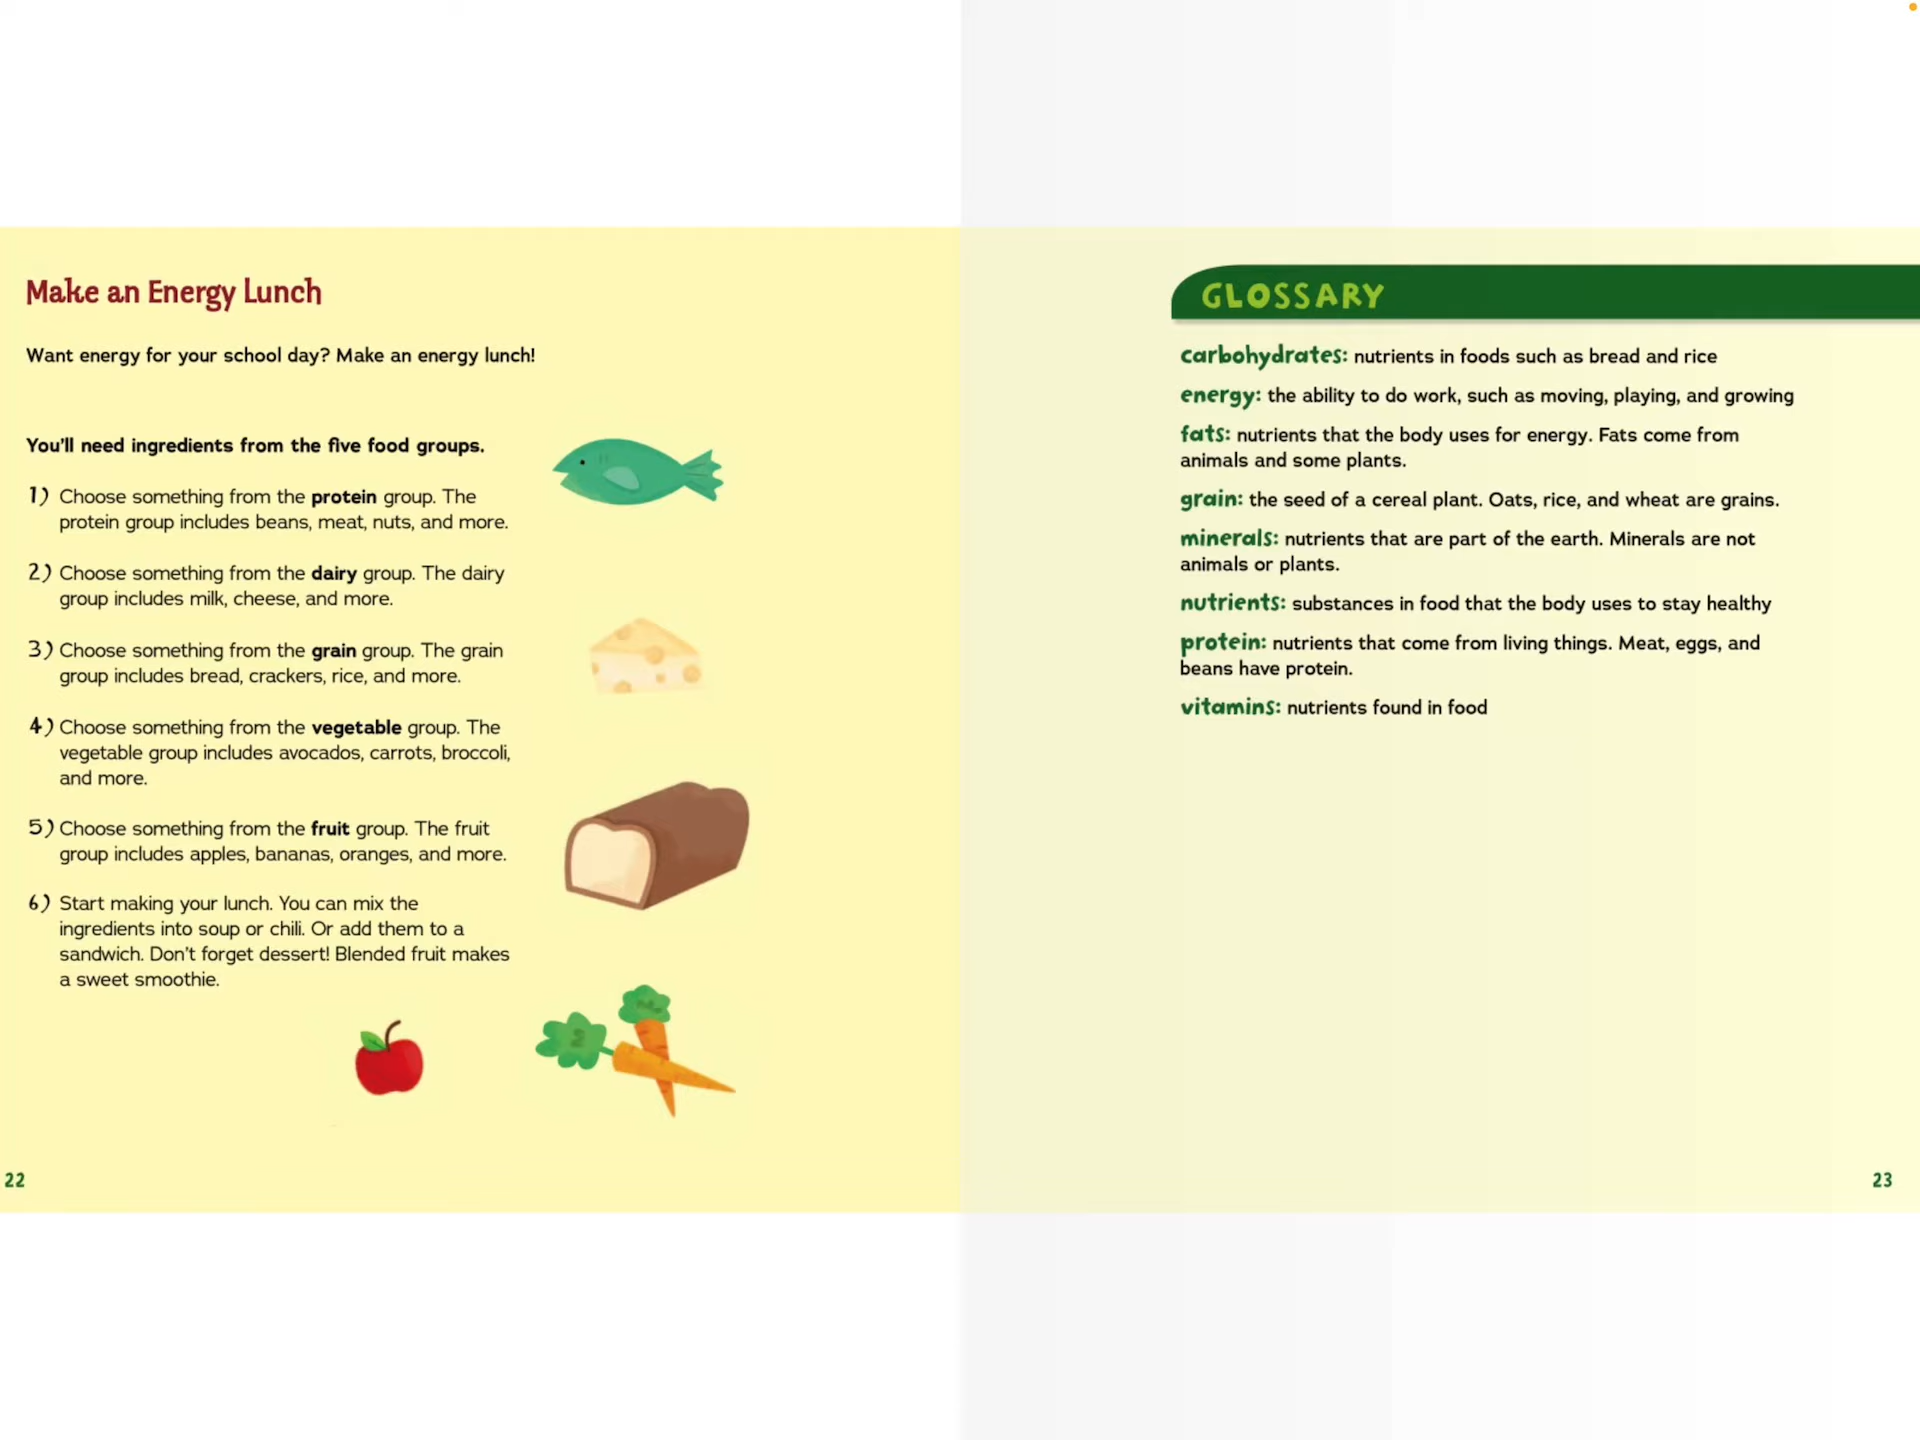 Make an Energy Lunch
Want energy for your school day? Make an energy lunch!
You'll need ingredients from the five food groups.
1) Choose something from the protein group. The
protein group includes beans, meat, nuts, and more.
2) Choose something from the dairy group. The dairy
group includes milk, cheese, and more.
3) Choose something from the grain group. The grain
group includes bread, crackers, rice, and more.
4) Choose something from the vegetable group. The
vegetable group includes avocados, carrots, broccoli,
and more.
5) Choose something from the fruit group. The fruit
group includes apples, bananas, oranges, and more.
6) Start making your lunch. You can mix the
ingredients into soup or chili. Or add them to a
sandwich. Don't forget dessert! Blended fruit makes
a sweet smoothie.
22
GLOSSARY
carbohydrates: nutrients in foods such as bread and rice
energy: the ability to do work, such as moving, playing, and growing
fats: nutrients that the body uses for energy. Fats come from
animals and some plants.
grain: the seed of a cereal plant. Oats, rice, and wheat are grains.
minerals: nutrients that are part of the earth. Minerals are not
animals or plants.
nutrients: substances in food that the body uses to stay healthy
protein: nutrients that come from living things. Meat, eggs, and
beans have protein.
vitamins: nutrients found in food
23